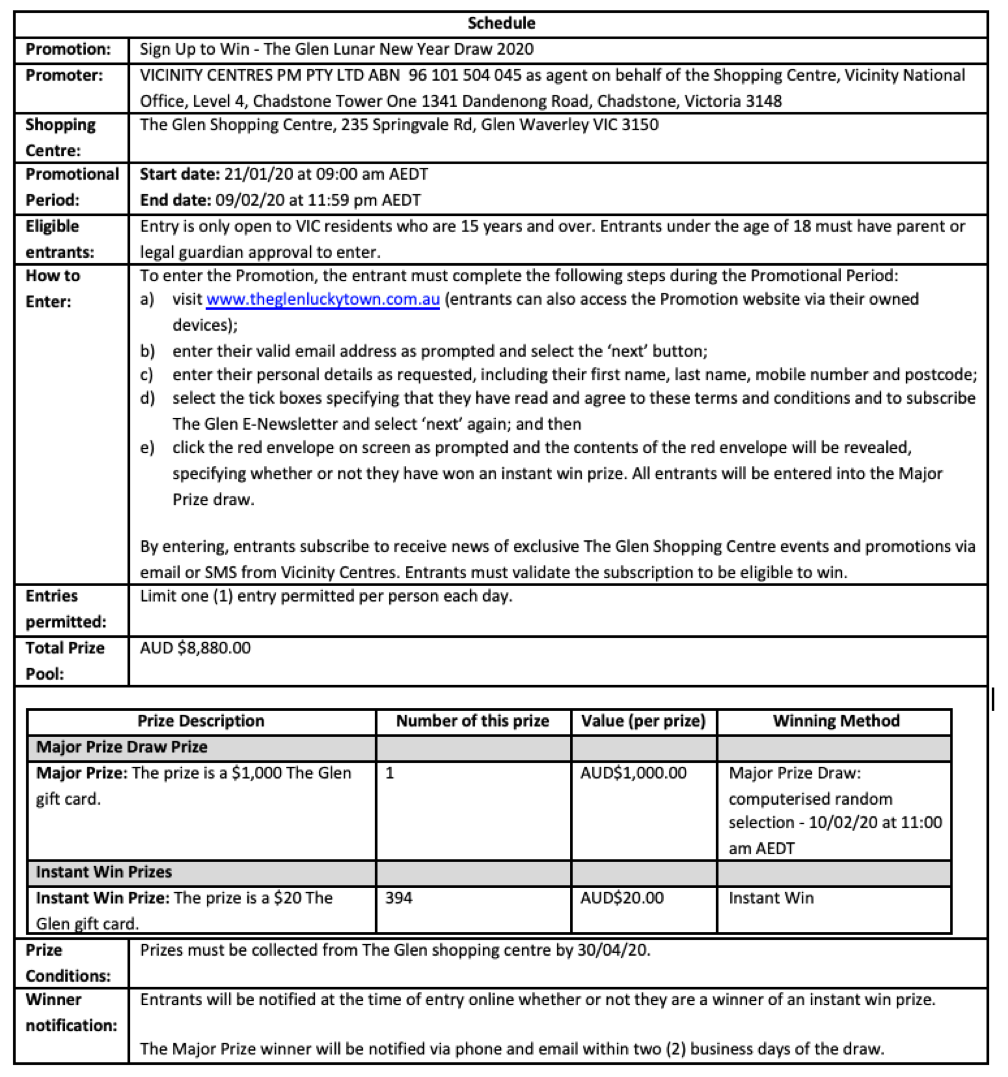 Schedule
Promotion: Sign Up to Win - The Glen Lunar New Year Draw 2020
Promoter: VICINITY CENTRES PM PTY LTD ABN 96 101 504 045 as agent on behalf of the Shopping Centre, Vicinity National
Office, Level 4, Chadstone Tower One 1341 Dandenong Road, Chadstone, Victoria 3148
Shopping Centre: The Glen Shopping Centre, 235 Springvale Rd, Glen Waverley VIC 3150
Promotional Period: Start date: 21/01/20 at 09:00 am AEDT
End date: 09/02/20 at 11:59 pm AEDT
Eligible entrants: Entry is only open to VIC residents who are 15 years and over. Entrants under the age of 18 must have parent or
legal guardian approval to enter.
How to Enter: To enter the Promotion, the entrant must complete the following steps during the Promotional Period:
a) visit www.theglenluckytown.com.au (entrants can also access the Promotion website via their owned
devices);
b) enter their valid email address as prompted and select the ‘next’ button;
c) enter their personal details as requested, including their first name, last name, mobile number and postcode;
d) select the tick boxes specifying that they have read and agree to these terms and conditions and to subscribe
The Glen E-Newsletter and select ‘next’ again; and then
e) click the red envelope on screen as prompted and the contents of the red envelope will be revealed,
specifying whether or not they have won an instant win prize. All entrants will be entered into the Major
Prize draw.
By entering, entrants subscribe to receive news of exclusive The Glen Shopping Centre events and promotions via
email or SMS from Vicinity Centres. Entrants must validate the subscription to be eligible to win.
Entries permitted: Limit one (1) entry permitted per person each day.
Total Prize Pool: AUD $8,880.00
Prize Description Number of this prize Value (per prize) Winning Method
Major Prize Draw Prize
Major Prize: The prize is a $1,000 The Glen gift card. 1 AUD$1,000.00 Major Prize Draw:
computerised random
selection - 10/02/20 at 11:00
am AEDT
Instant Win Prizes
Instant Win Prize: The prize is a $20 The Glen gift card. 394 AUD$20.00 Instant Win
Prize Conditions: Prizes must be collected from The Glen shopping centre by 30/04/20.
Winner notification: Entrants will be notified at the time of entry online whether or not they are a winner of an instant win prize.
The Major Prize winner will be notified via phone and email within two (2) business days of the draw.